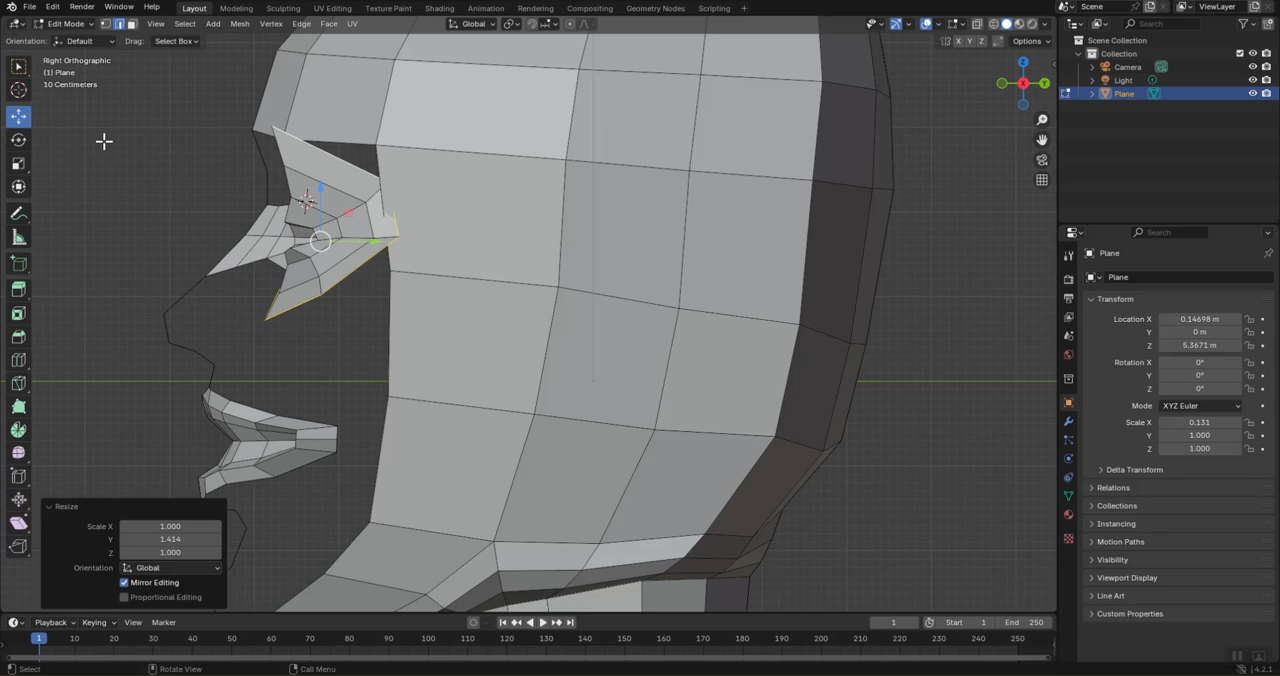 File Edit Render Window Help Layout Modeling Sculpting UV Editing Texture Paint Shading Animation Rendering Compositing Geometry Nodes Scripting Scene ViewLayer
Edit Mode View Select Add Mesh Vertex Edge Face UV Global Search
Orientation: Default Drag: Select Box X Y Z Options
Right Orthographic
(1) Plane
10 Centimeters
Z
Y
X
Scene Collection
Collection
Camera
Light
Plane
Search
Plane
Plane
Transform
Location X 0.14698 m
Y 0 m
Z 5.3671 m
Rotation X 0°
Y 0°
Z 0°
Mode XYZ Euler
Scale X 0.131
Y 1.000
Z 1.000
Delta Transform
Relations
Collections
Instancing
Motion Paths
Visibility
Viewport Display
Line Art
Custom Properties
Resize
Scale X 1.000
Y 1.414
Z 1.000
Orientation Global
Mirror Editing
Proportional Editing
Playback Keying View Marker 1 Start 1 End 250
1 10 20 30 40 50 60 70 80 90 100 110 120 130 140 150 160 170 180 190 200 210 220 230 240 250
Select Rotate View Call Menu 4.2.1